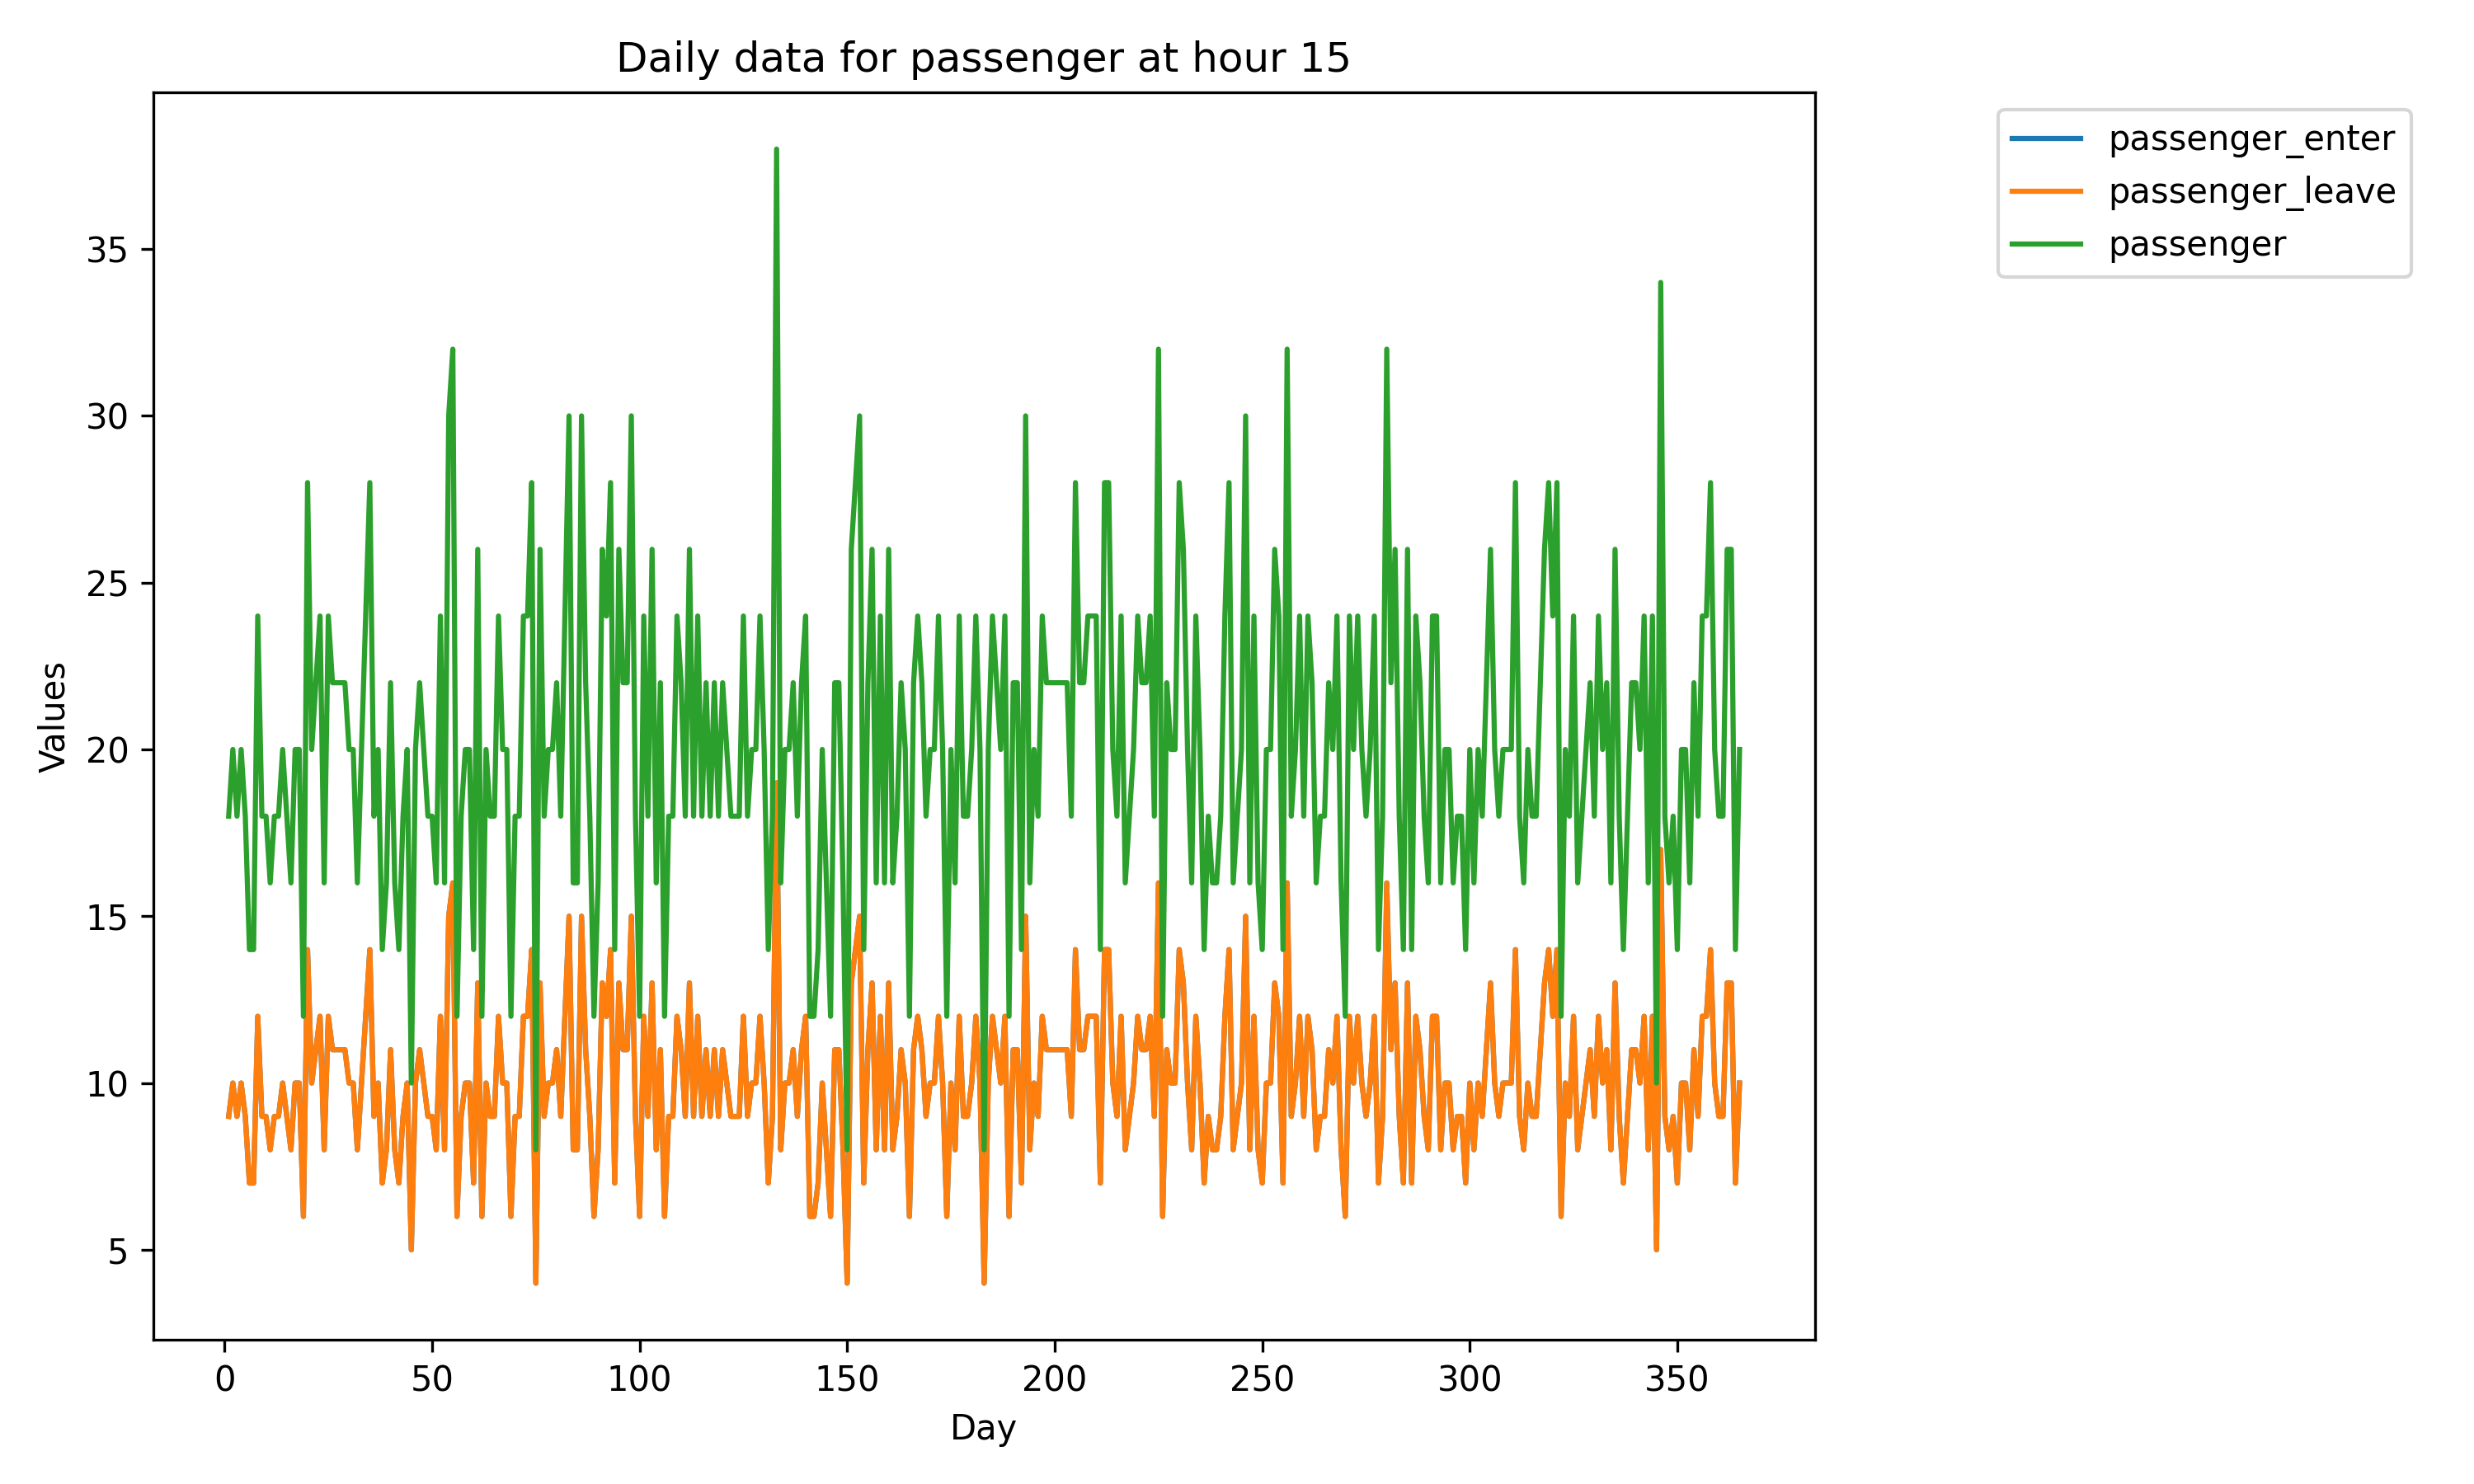 Daily data for passenger at hour 15
passenger_enter
passenger_leave
passenger
Values
35
30
25
20
15
10
5
0 50 100 150 200 250 300 350
Day